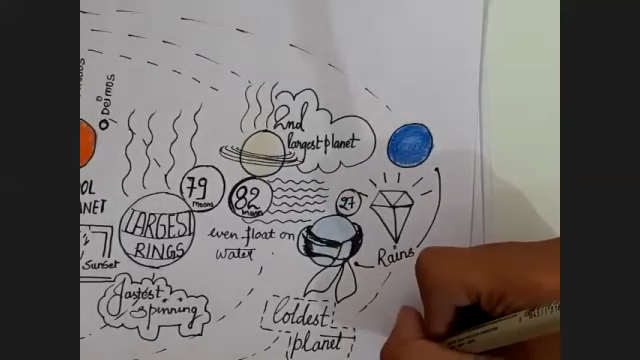 Deimos
2nd
largest planet
79
moons
82
moon
27
LARGEST
RINGS
even float on
water
Rains
Sunset
fastest
spinning
Coldest
planet